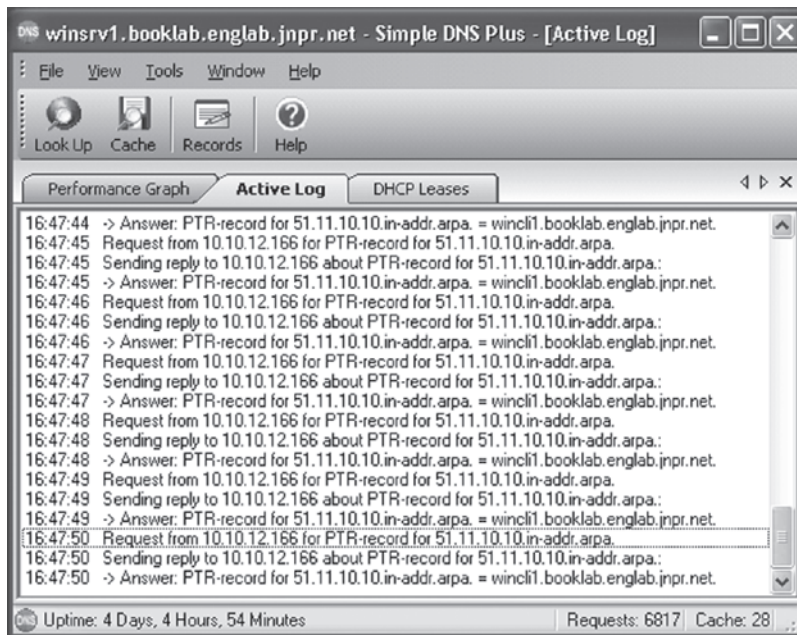 DNS winsrv1.booklab.englab.jnpr.net - Simple DNS Plus - [Active Log]
File View Tools Window Help
Look Up Cache Records Help
Performance Graph Active Log DHCP Leases
16:47:44 -> Answer: PTR-record for 51.11.10.10.in-addr.arpa. = wincli1.booklab.englab.jnpr.net.
16:47:45 Request from 10.10.12.166 for PTR-record for 51.11.10.10.in-addr.arpa.
16:47:45 Sending reply to 10.10.12.166 about PTR-record for 51.11.10.10.in-addr.arpa.:
16:47:45 -> Answer: PTR-record for 51.11.10.10.in-addr.arpa. = wincli1.booklab.englab.jnpr.net.
16:47:46 Request from 10.10.12.166 for PTR-record for 51.11.10.10.in-addr.arpa.
16:47:46 Sending reply to 10.10.12.166 about PTR-record for 51.11.10.10.in-addr.arpa.:
16:47:46 -> Answer: PTR-record for 51.11.10.10.in-addr.arpa. = wincli1.booklab.englab.jnpr.net.
16:47:47 Request from 10.10.12.166 for PTR-record for 51.11.10.10.in-addr.arpa.
16:47:47 Sending reply to 10.10.12.166 about PTR-record for 51.11.10.10.in-addr.arpa.:
16:47:47 -> Answer: PTR-record for 51.11.10.10.in-addr.arpa. = wincli1.booklab.englab.jnpr.net.
16:47:48 Request from 10.10.12.166 for PTR-record for 51.11.10.10.in-addr.arpa.
16:47:48 Sending reply to 10.10.12.166 about PTR-record for 51.11.10.10.in-addr.arpa.:
16:47:48 -> Answer: PTR-record for 51.11.10.10.in-addr.arpa. = wincli1.booklab.englab.jnpr.net.
16:47:49 Request from 10.10.12.166 for PTR-record for 51.11.10.10.in-addr.arpa.
16:47:49 Sending reply to 10.10.12.166 about PTR-record for 51.11.10.10.in-addr.arpa.:
16:47:49 -> Answer: PTR-record for 51.11.10.10.in-addr.arpa. = wincli1.booklab.englab.jnpr.net.
16:47:50 Request from 10.10.12.166 for PTR-record for 51.11.10.10.in-addr.arpa.
16:47:50 Sending reply to 10.10.12.166 about PTR-record for 51.11.10.10.in-addr.arpa.:
16:47:50 -> Answer: PTR-record for 51.11.10.10.in-addr.arpa. = wincli1.booklab.englab.jnpr.net.
DNS Uptime: 4 Days, 4 Hours, 54 Minutes Requests: 6817 Cache: 28